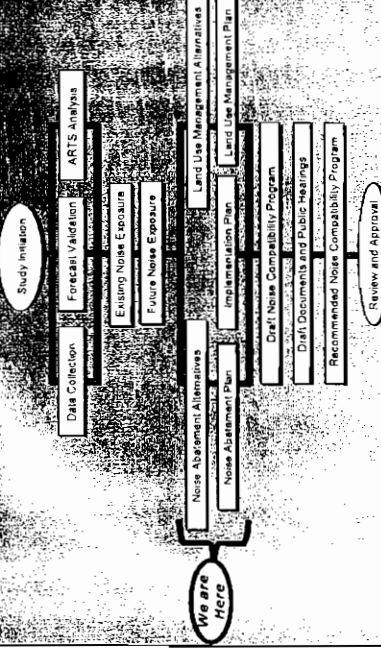 Study Initiation
Data Collection
Forecast Validation
ARTS Analysis
Existing Noise Exposure
Future Noise Exposure
Noise Abatement Alternatives
Land Use Management Alternatives
Noise Abatement Plan
Implementation Plan
Land Use Management Plan
Draft Noise Compatibility Program
Draft Documents and Public Hearings
Recommended Noise Compatibility Program
Review and Approval
We are
Here